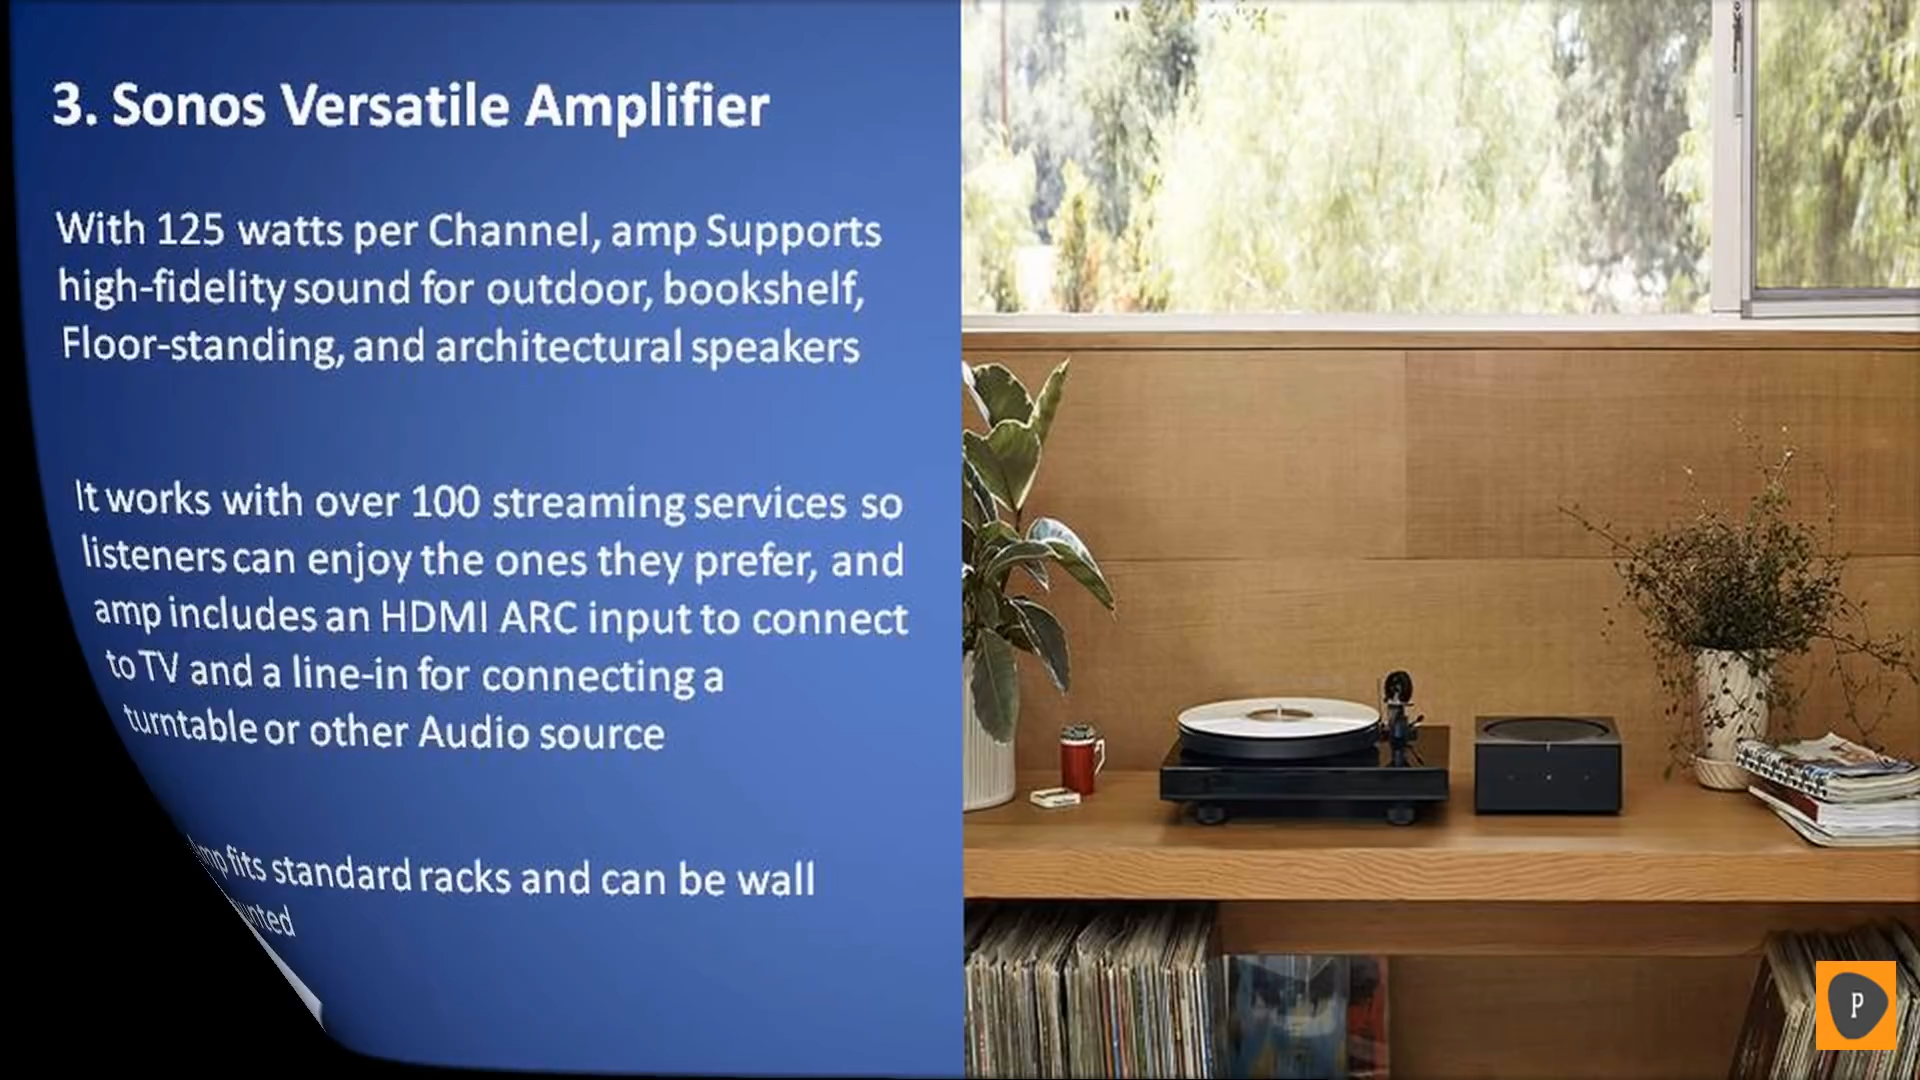 3. Sonos Versatile Amplifier
With 125 watts per Channel, amp Supports
high-fidelity sound for outdoor, bookshelf,
Floor-standing, and architectural speakers
It works with over 100 streaming services so
listeners can enjoy the ones they prefer, and
amp includes an HDMI ARC input to connect
to TV and a line-in for connecting a
turntable or other Audio source
fits standard racks and can be wall
P